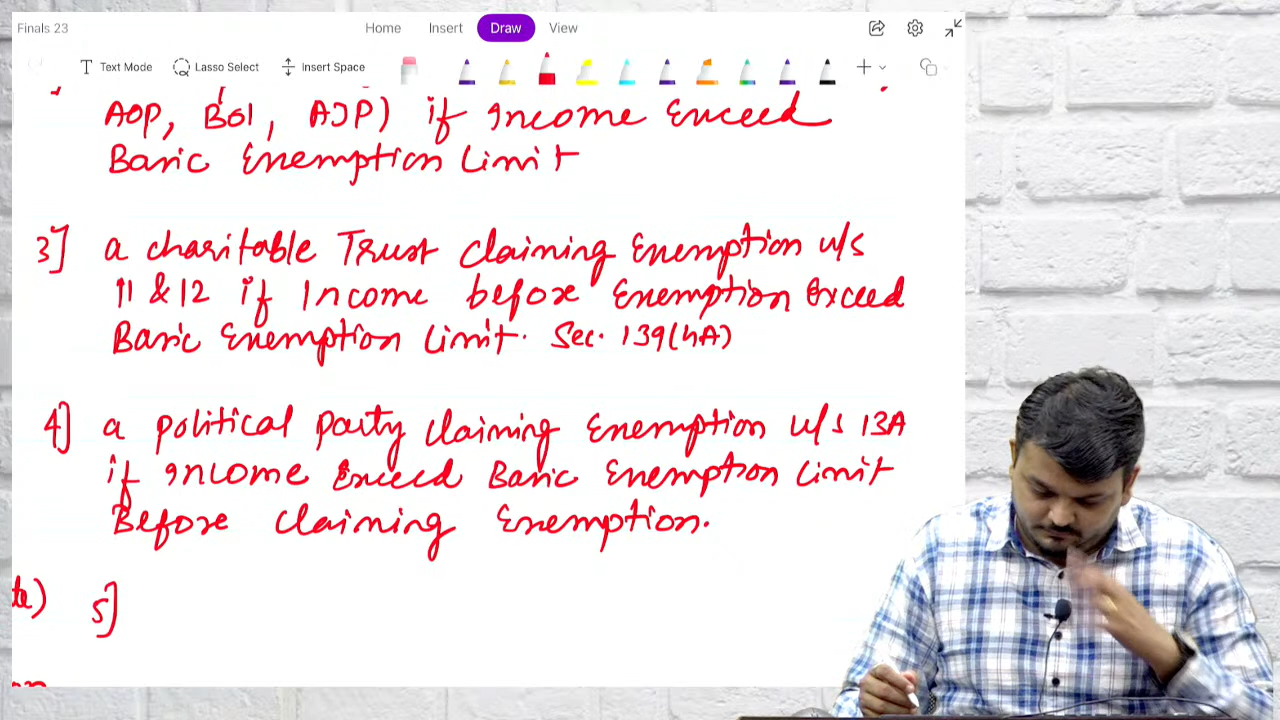 Finals 23
Home Insert Draw View
Text Mode Lasso Select Insert Space
AOP, BOI, AJP) if Income Exceed
Basic Exemption Limit
3] a charitable Trust claiming Exemption u/s
11 & 12 if Income before Exemption Exceed
Basic Exemption Limit. Sec. 139(4A)
4] a political party claiming Exemption u/s 13A
if Income Exceed Basic Exemption Limit
Before claiming Exemption.
5]